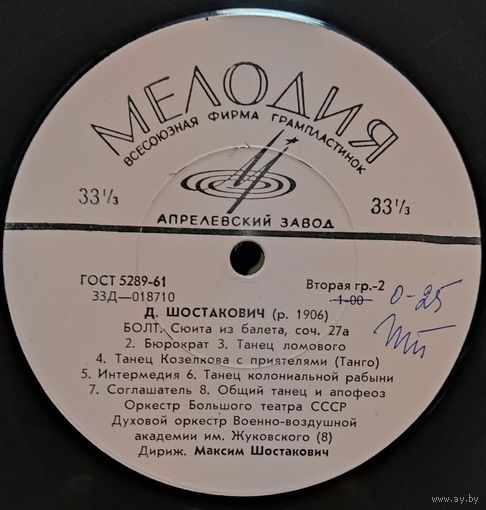 МЕЛОДИЯ
ВСЕСОЮЗНАЯ ФИРМА ГРАМПЛАСТИНОК
33 1/3 33 1/3
АПРЕЛЕВСКИЙ ЗАВОД
ГОСТ 5289-61 Вторая гр.-2
33Д—018710 1-00 0-25
Д. ШОСТАКОВИЧ (р. 1906)
БОЛТ. Сюита из балета, соч. 27а
2. Бюрократ 3. Танец ломового
4. Танец Козелкова с приятелями (Танго)
5. Интермедия 6. Танец колониальной рабыни
7. Соглашатель 8. Общий танец и апофеоз
Оркестр Большого театра СССР
Духовой оркестр Военно-воздушной
академии им. Жуковского (8)
Дириж. Максим Шостакович
www.ay.by